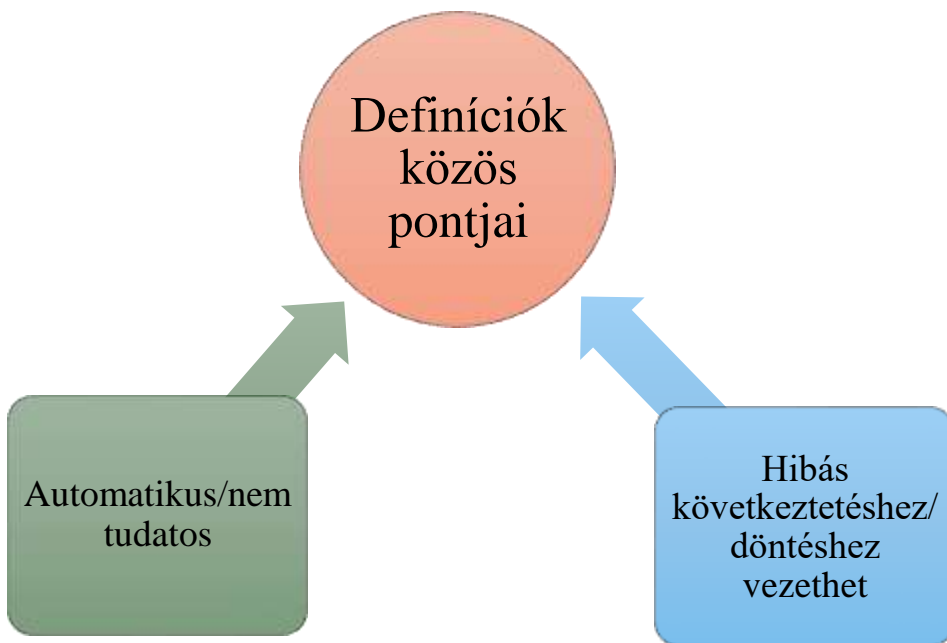 Definíciók
közös
pontjai
Automatikus/nem
tudatos
Hibás
következtetéshez/
döntéshez
vezethet